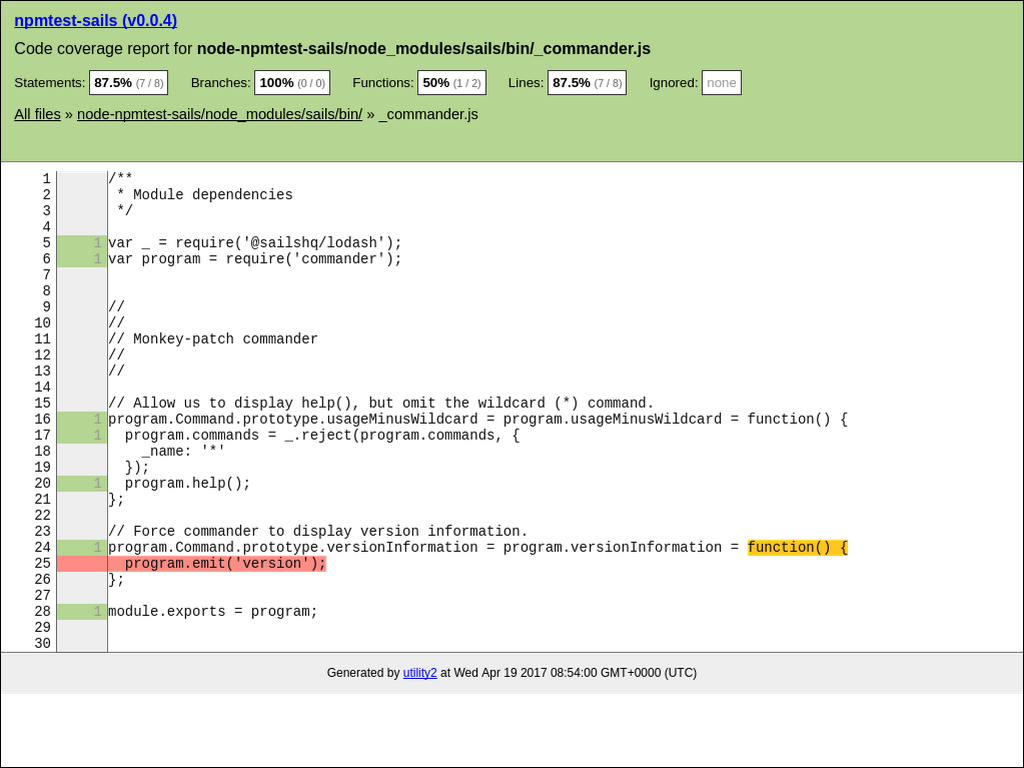 npmtest-sails (v0.0.4)
Code coverage report for node-npmtest-sails/node_modules/sails/bin/_commander.js
Statements: 87.5% (7 / 8) Branches: 100% (0 / 0) Functions: 50% (1 / 2) Lines: 87.5% (7 / 8) Ignored: none
All files » node-npmtest-sails/node_modules/sails/bin/ » _commander.js
1 /**
2  * Module dependencies
3  */
4
5 1 var _ = require('@sailshq/lodash');
6 1 var program = require('commander');
7
8
9 //
10 //
11 // Monkey-patch commander
12 //
13 //
14
15 // Allow us to display help(), but omit the wildcard (*) command.
16 1 program.Command.prototype.usageMinusWildcard = program.usageMinusWildcard = function() {
17 1   program.commands = _.reject(program.commands, {
18     _name: '*'
19   });
20 1   program.help();
21 };
22
23 // Force commander to display version information.
24 1 program.Command.prototype.versionInformation = program.versionInformation = function() {
25   program.emit('version');
26 };
27
28 1 module.exports = program;
29
30
Generated by utility2 at Wed Apr 19 2017 08:54:00 GMT+0000 (UTC)